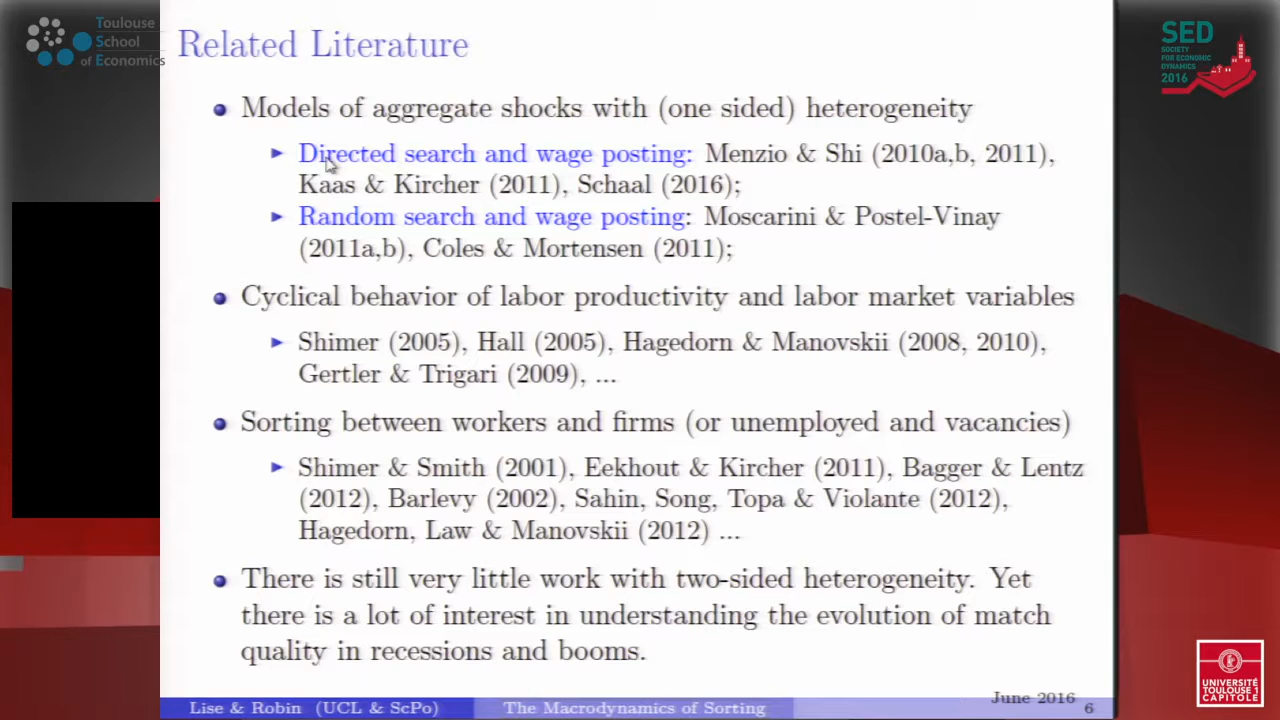 Toulouse
School
of Economics
Related Literature
SED
SOCIETY
FOR ECONOMIC
DYNAMICS
2016
Models of aggregate shocks with (one sided) heterogeneity
Directed search and wage posting: Menzio & Shi (2010a,b, 2011),
Kaas & Kircher (2011), Schaal (2016);
Random search and wage posting: Moscarini & Postel-Vinay
(2011a,b), Coles & Mortensen (2011);
Cyclical behavior of labor productivity and labor market variables
Shimer (2005), Hall (2005), Hagedorn & Manovskii (2008, 2010),
Gertler & Trigari (2009), ...
Sorting between workers and firms (or unemployed and vacancies)
Shimer & Smith (2001), Eekhout & Kircher (2011), Bagger & Lentz
(2012), Barlevy (2002), Sahin, Song, Topa & Violante (2012),
Hagedorn, Law & Manovskii (2012) ...
There is still very little work with two-sided heterogeneity. Yet
there is a lot of interest in understanding the evolution of match
quality in recessions and booms.
UNIVERSITÉ
TOULOUSE 1
CAPITOLE
Lise & Robin (UCL & ScPo)
The Macrodynamics of Sorting
June 2016
6